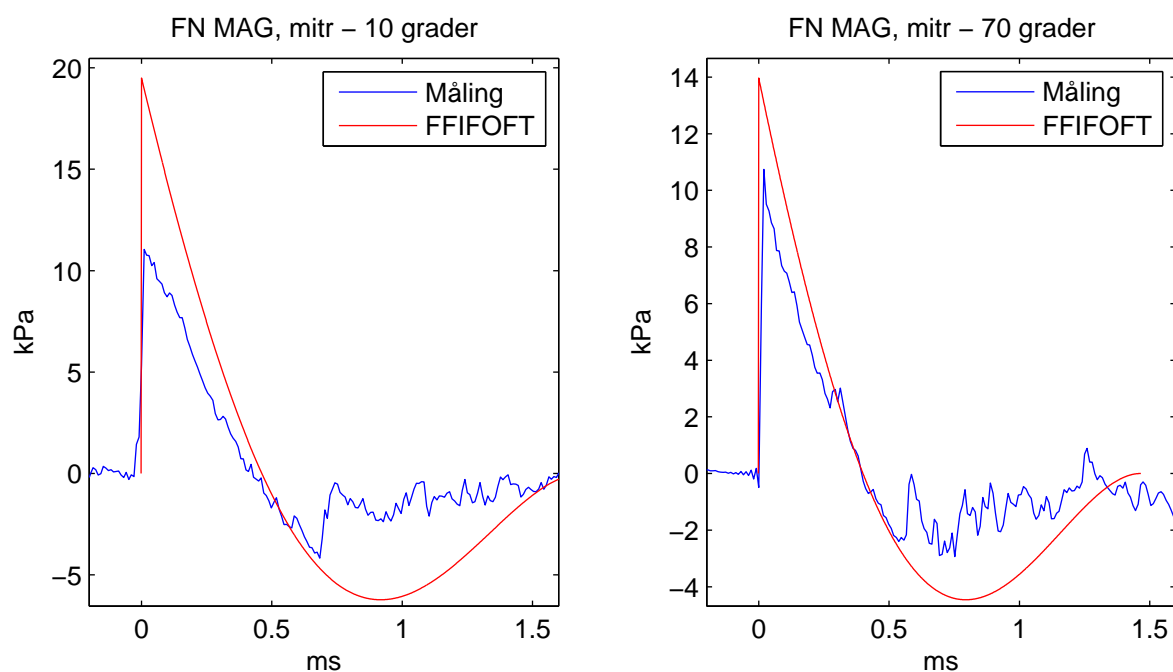 FN MAG, mitr − 10 grader
20
15
10
5
0
−5
kPa
0 0.5 1 1.5
ms
Måling
FFIFOFT
FN MAG, mitr − 70 grader
14
12
10
8
6
4
2
0
−2
−4
kPa
0 0.5 1 1.5
ms
Måling
FFIFOFT